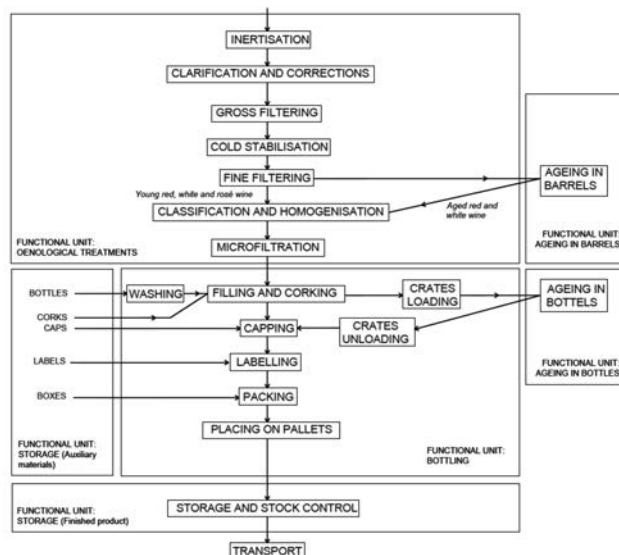 INERTISATION
CLARIFICATION AND CORRECTIONS
GROSS FILTERING
COLD STABILISATION
FINE FILTERING
AGEING IN
BARRELS
Young red, white and rosé wine
Aged red and
white wine
CLASSIFICATION AND HOMOGENISATION
MICROFILTRATION
FUNCTIONAL UNIT:
OENOLOGICAL TREATMENTS
FUNCTIONAL UNIT:
AGEING IN BARRELS
BOTTLES
WASHING
FILLING AND CORKING
CRATES
LOADING
AGEING IN
BOTTELS
CORKS
CAPS
CAPPING
CRATES
UNLOADING
LABELS
LABELLING
FUNCTIONAL UNIT:
AGEING IN BOTTLES
BOXES
PACKING
PLACING ON PALLETS
FUNCTIONAL UNIT:
STORAGE (Auxiliary
materials)
FUNCTIONAL UNIT:
BOTTLING
STORAGE AND STOCK CONTROL
FUNCTIONAL UNIT:
STORAGE (Finished product)
TRANSPORT